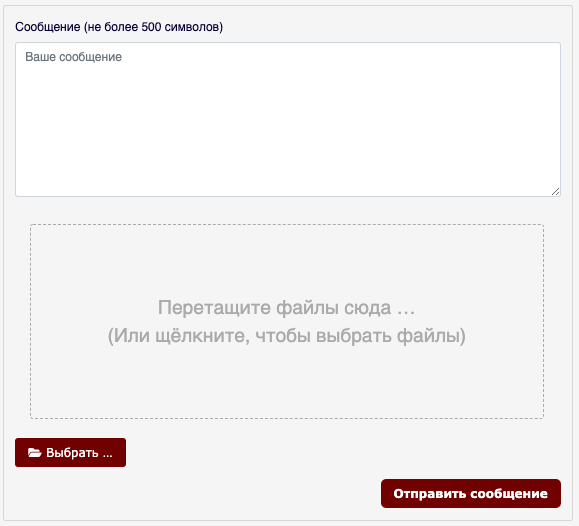 Сообщение (не более 500 символов)
Ваше сообщение
Перетащите файлы сюда …
(Или щёлкните, чтобы выбрать файлы)
Выбрать ...
Отправить сообщение